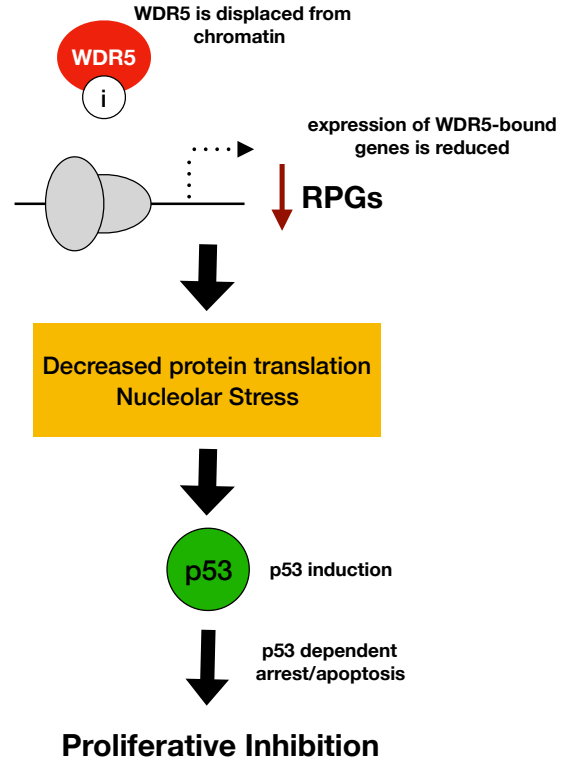 WDR5 is displaced from
chromatin
WDR5
i
expression of WDR5-bound
genes is reduced
RPGs
Decreased protein translation
Nucleolar Stress
p53
p53 induction
p53 dependent
arrest/apoptosis
Proliferative Inhibition